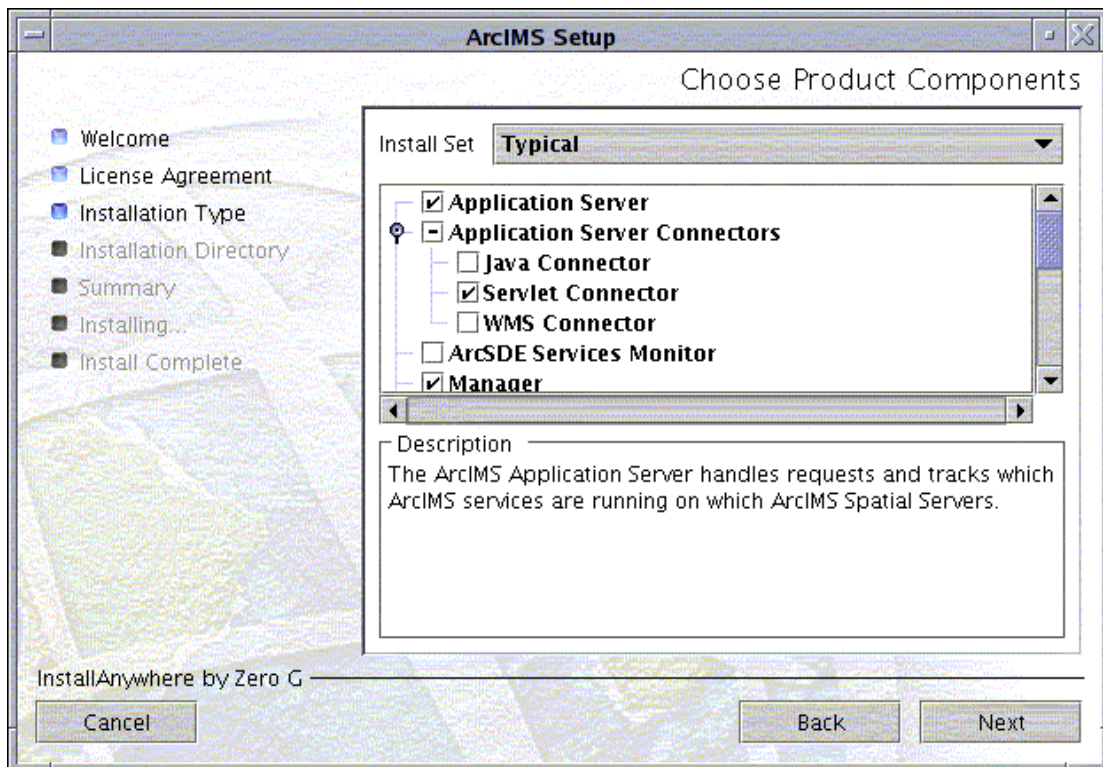 ArcIMS Setup
Choose Product Components
Welcome
License Agreement
Installation Type
Installation Directory
Summary
Installing...
Install Complete
Install Set Typical
Application Server
Application Server Connectors
Java Connector
Servlet Connector
WMS Connector
ArcSDE Services Monitor
Manager
Description
The ArcIMS Application Server handles requests and tracks which
ArcIMS services are running on which ArcIMS Spatial Servers.
InstallAnywhere by Zero G
Cancel
Back
Next